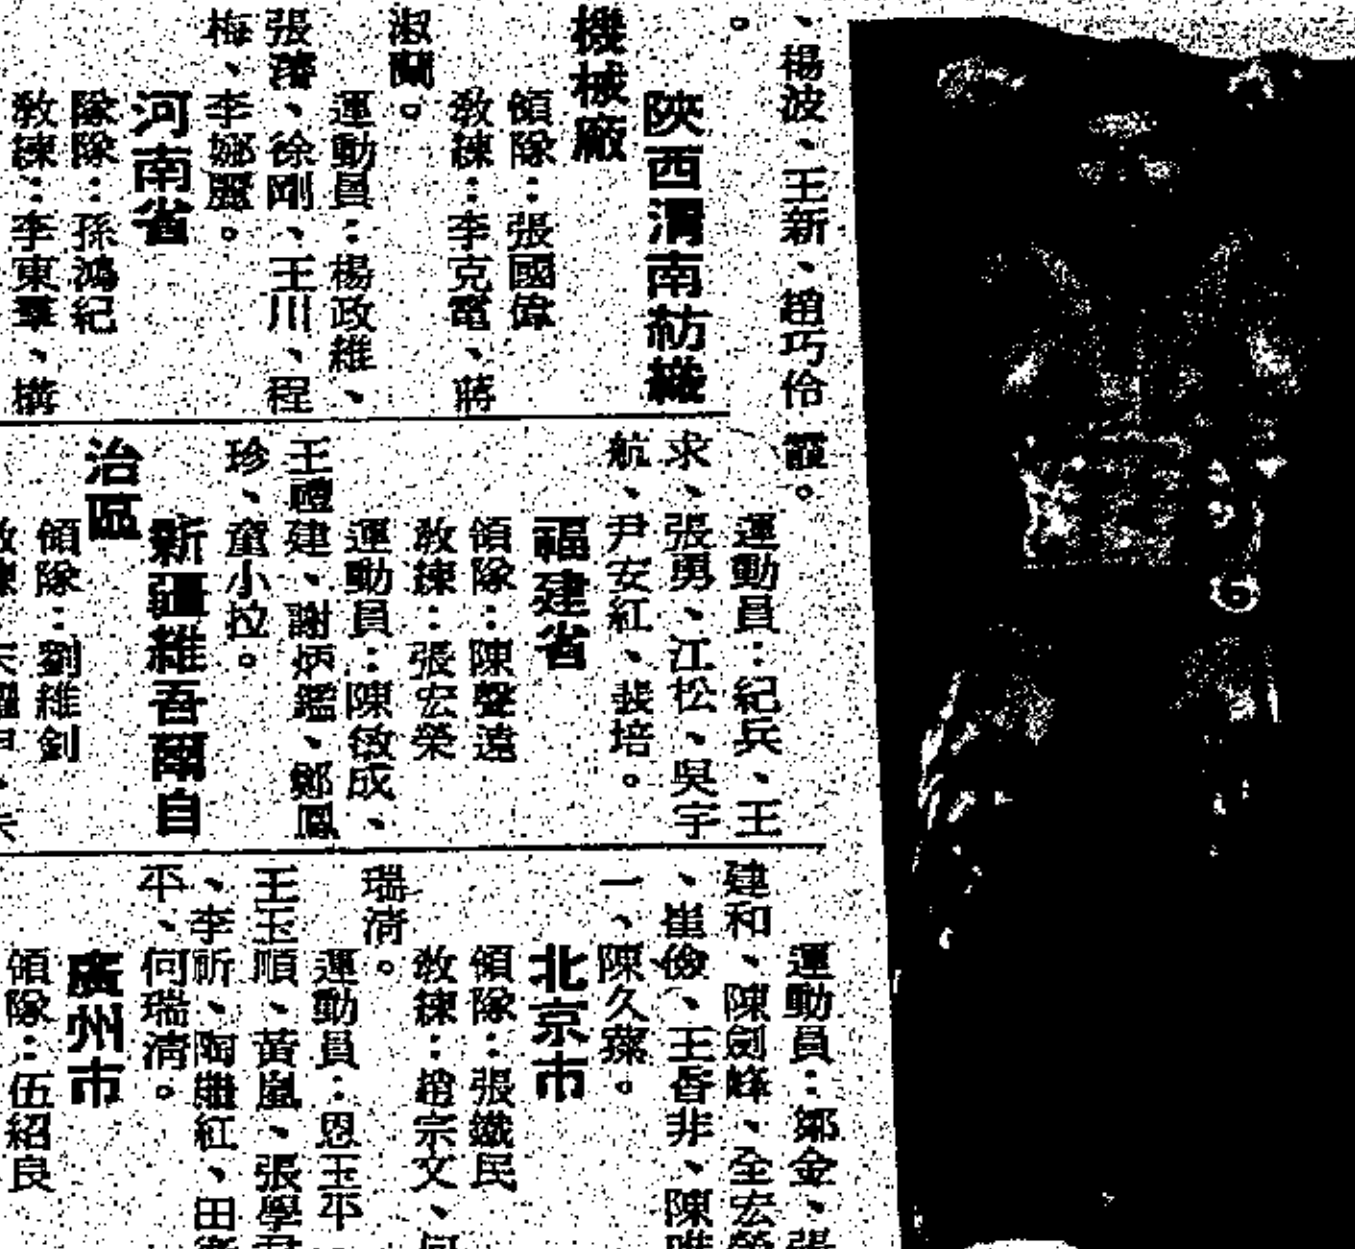 、楊波、王新、趙巧伶
。
陝西渭南紡織
機械廠
領隊：張國偉
教練：李克電、蔣
淑蘭。
運動員：楊政維、
張濤、徐剛、王川、程
梅、李娜麗。
河南省
隊隊：孫鴻紀
教練：李東羣、構
霞。
運動員：紀兵、王
求、張勇、江松、吳宇
航、尹安紅、裴培。
福建省
領隊：陳聲遠
教練：張宏榮
運動員：陳敏成、
王禮建、謝炳鑑、鄭鳳
珍、童小拉。
新疆維吾爾自
治區
領隊：劉維釗
運動員：鄒金、張
建和、陳劍峰、全宏
、崔俊、王香非、陳唯
一、陳久
北京市
領隊：張鐵民
教練：趙宗文、何
瑞清。
運動員：恩玉平
王玉順、黃嵐、張學
、李昕、陶繼紅、田
平、何瑞清。
廣州市
領隊：伍紹良